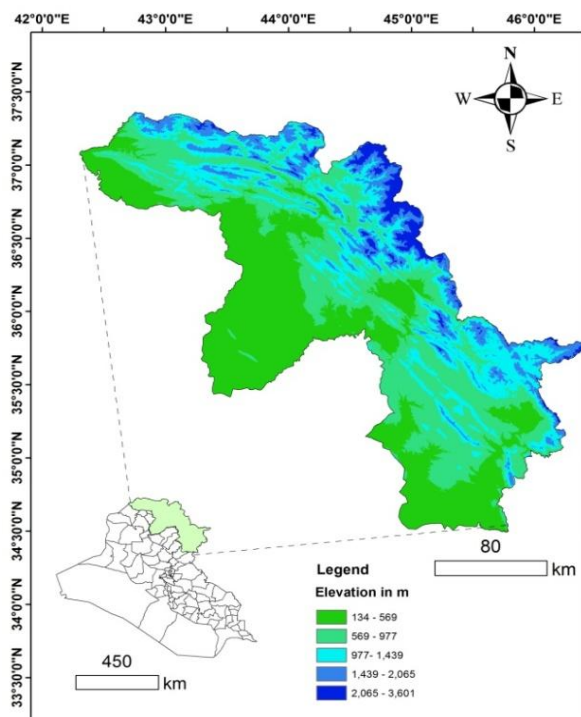 42°0'0"E 43°0'0"E 44°0'0"E 45°0'0"E 46°0'0"E
37°30'0"N
37°0'0"N
36°30'0"N
36°0'0"N
35°30'0"N
35°0'0"N
34°30'0"N
34°0'0"N
33°30'0"N
N
W E
S
80
km
450
km
Legend
Elevation in m
134 - 569
569 - 977
977- 1,439
1,439 - 2,065
2,065 - 3,601